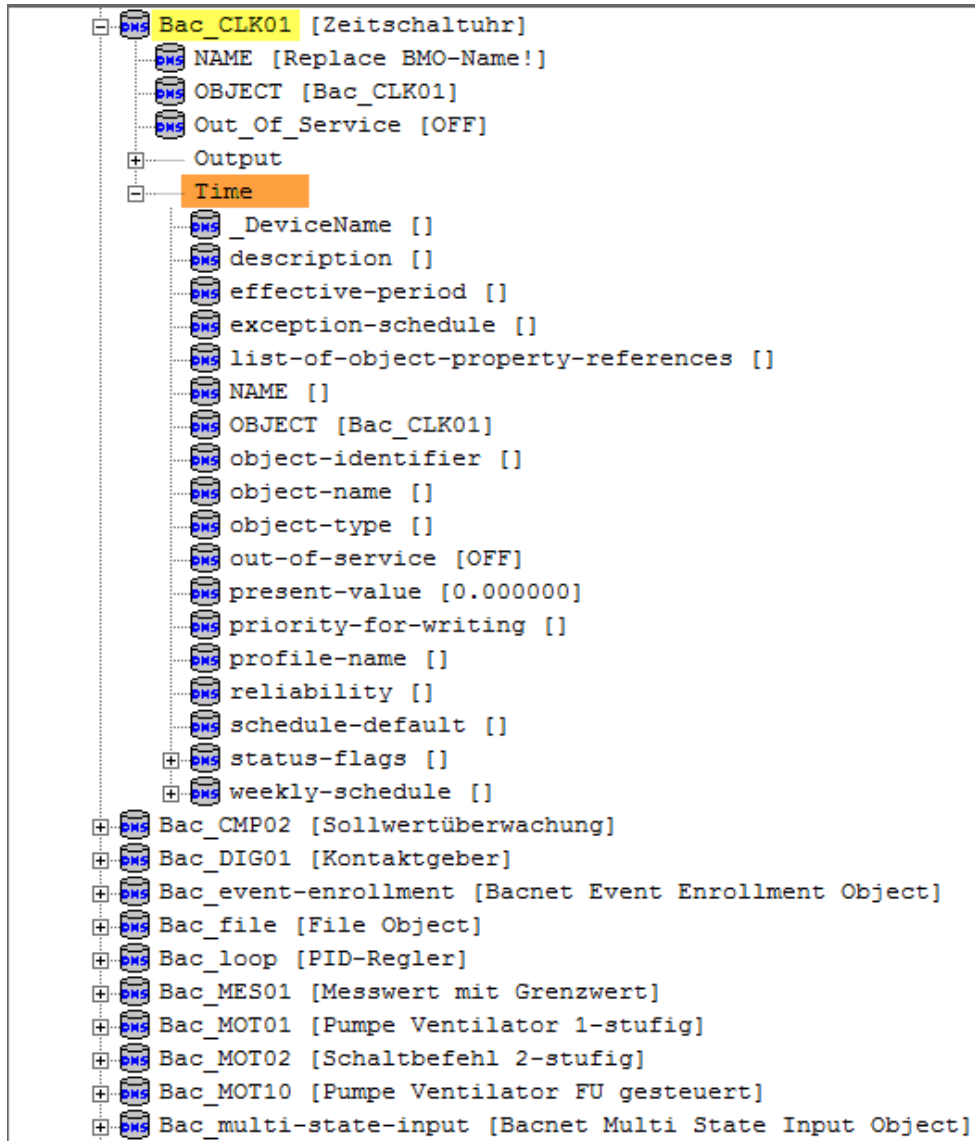 Bac_CLK01 [Zeitschaltuhr]
NAME [Replace BMO-Name!]
OBJECT [Bac_CLK01]
Out_Of_Service [OFF]
Output
Time
_DeviceName []
description []
effective-period []
exception-schedule []
list-of-object-property-references []
NAME []
OBJECT [Bac_CLK01]
object-identifier []
object-name []
object-type []
out-of-service [OFF]
present-value [0.000000]
priority-for-writing []
profile-name []
reliability []
schedule-default []
status-flags []
weekly-schedule []
Bac_CMP02 [Sollwertüberwachung]
Bac_DIG01 [Kontaktgeber]
Bac_event-enrollment [Bacnet Event Enrollment Object]
Bac_file [File Object]
Bac_loop [PID-Regler]
Bac_MES01 [Messwert mit Grenzwert]
Bac_MOT01 [Pumpe Ventilator 1-stufig]
Bac_MOT02 [Schaltbefehl 2-stufig]
Bac_MOT10 [Pumpe Ventilator FU gesteuert]
Bac_multi-state-input [Bacnet Multi State Input Object]